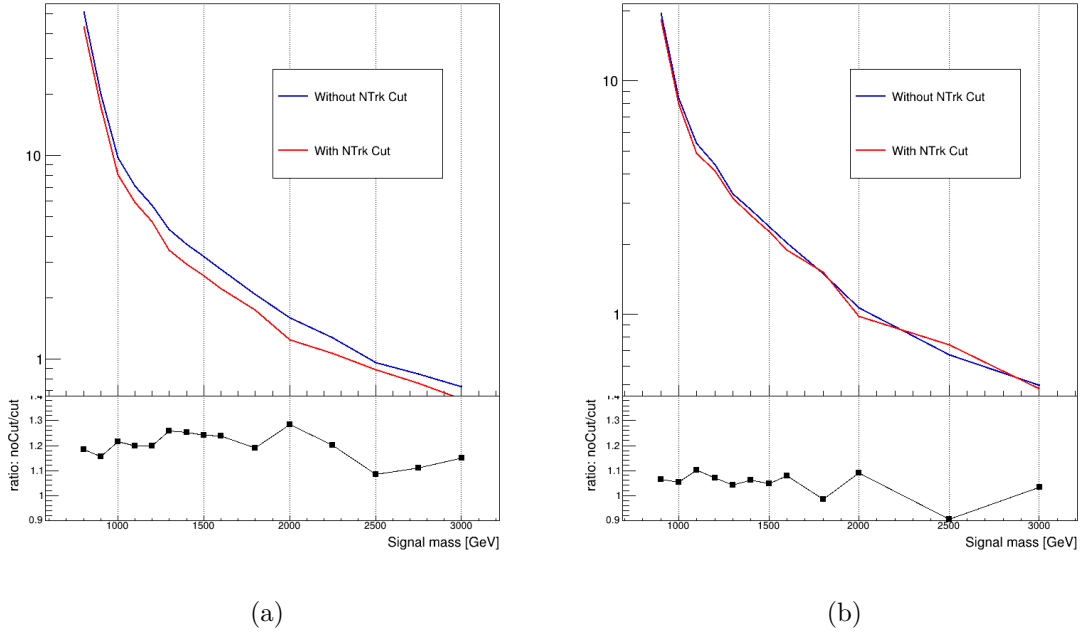 10
1
Without NTrk Cut
With NTrk Cut
1.4
1.3
1.2
1.1
1
0.9
ratio: noCut/cut
1000
1500
2000
2500
3000
Signal mass [GeV]
(a)
10
1
Without NTrk Cut
With NTrk Cut
1.4
1.3
1.2
1.1
1
0.9
ratio: noCut/cut
1000
1500
2000
2500
3000
Signal mass [GeV]
(b)